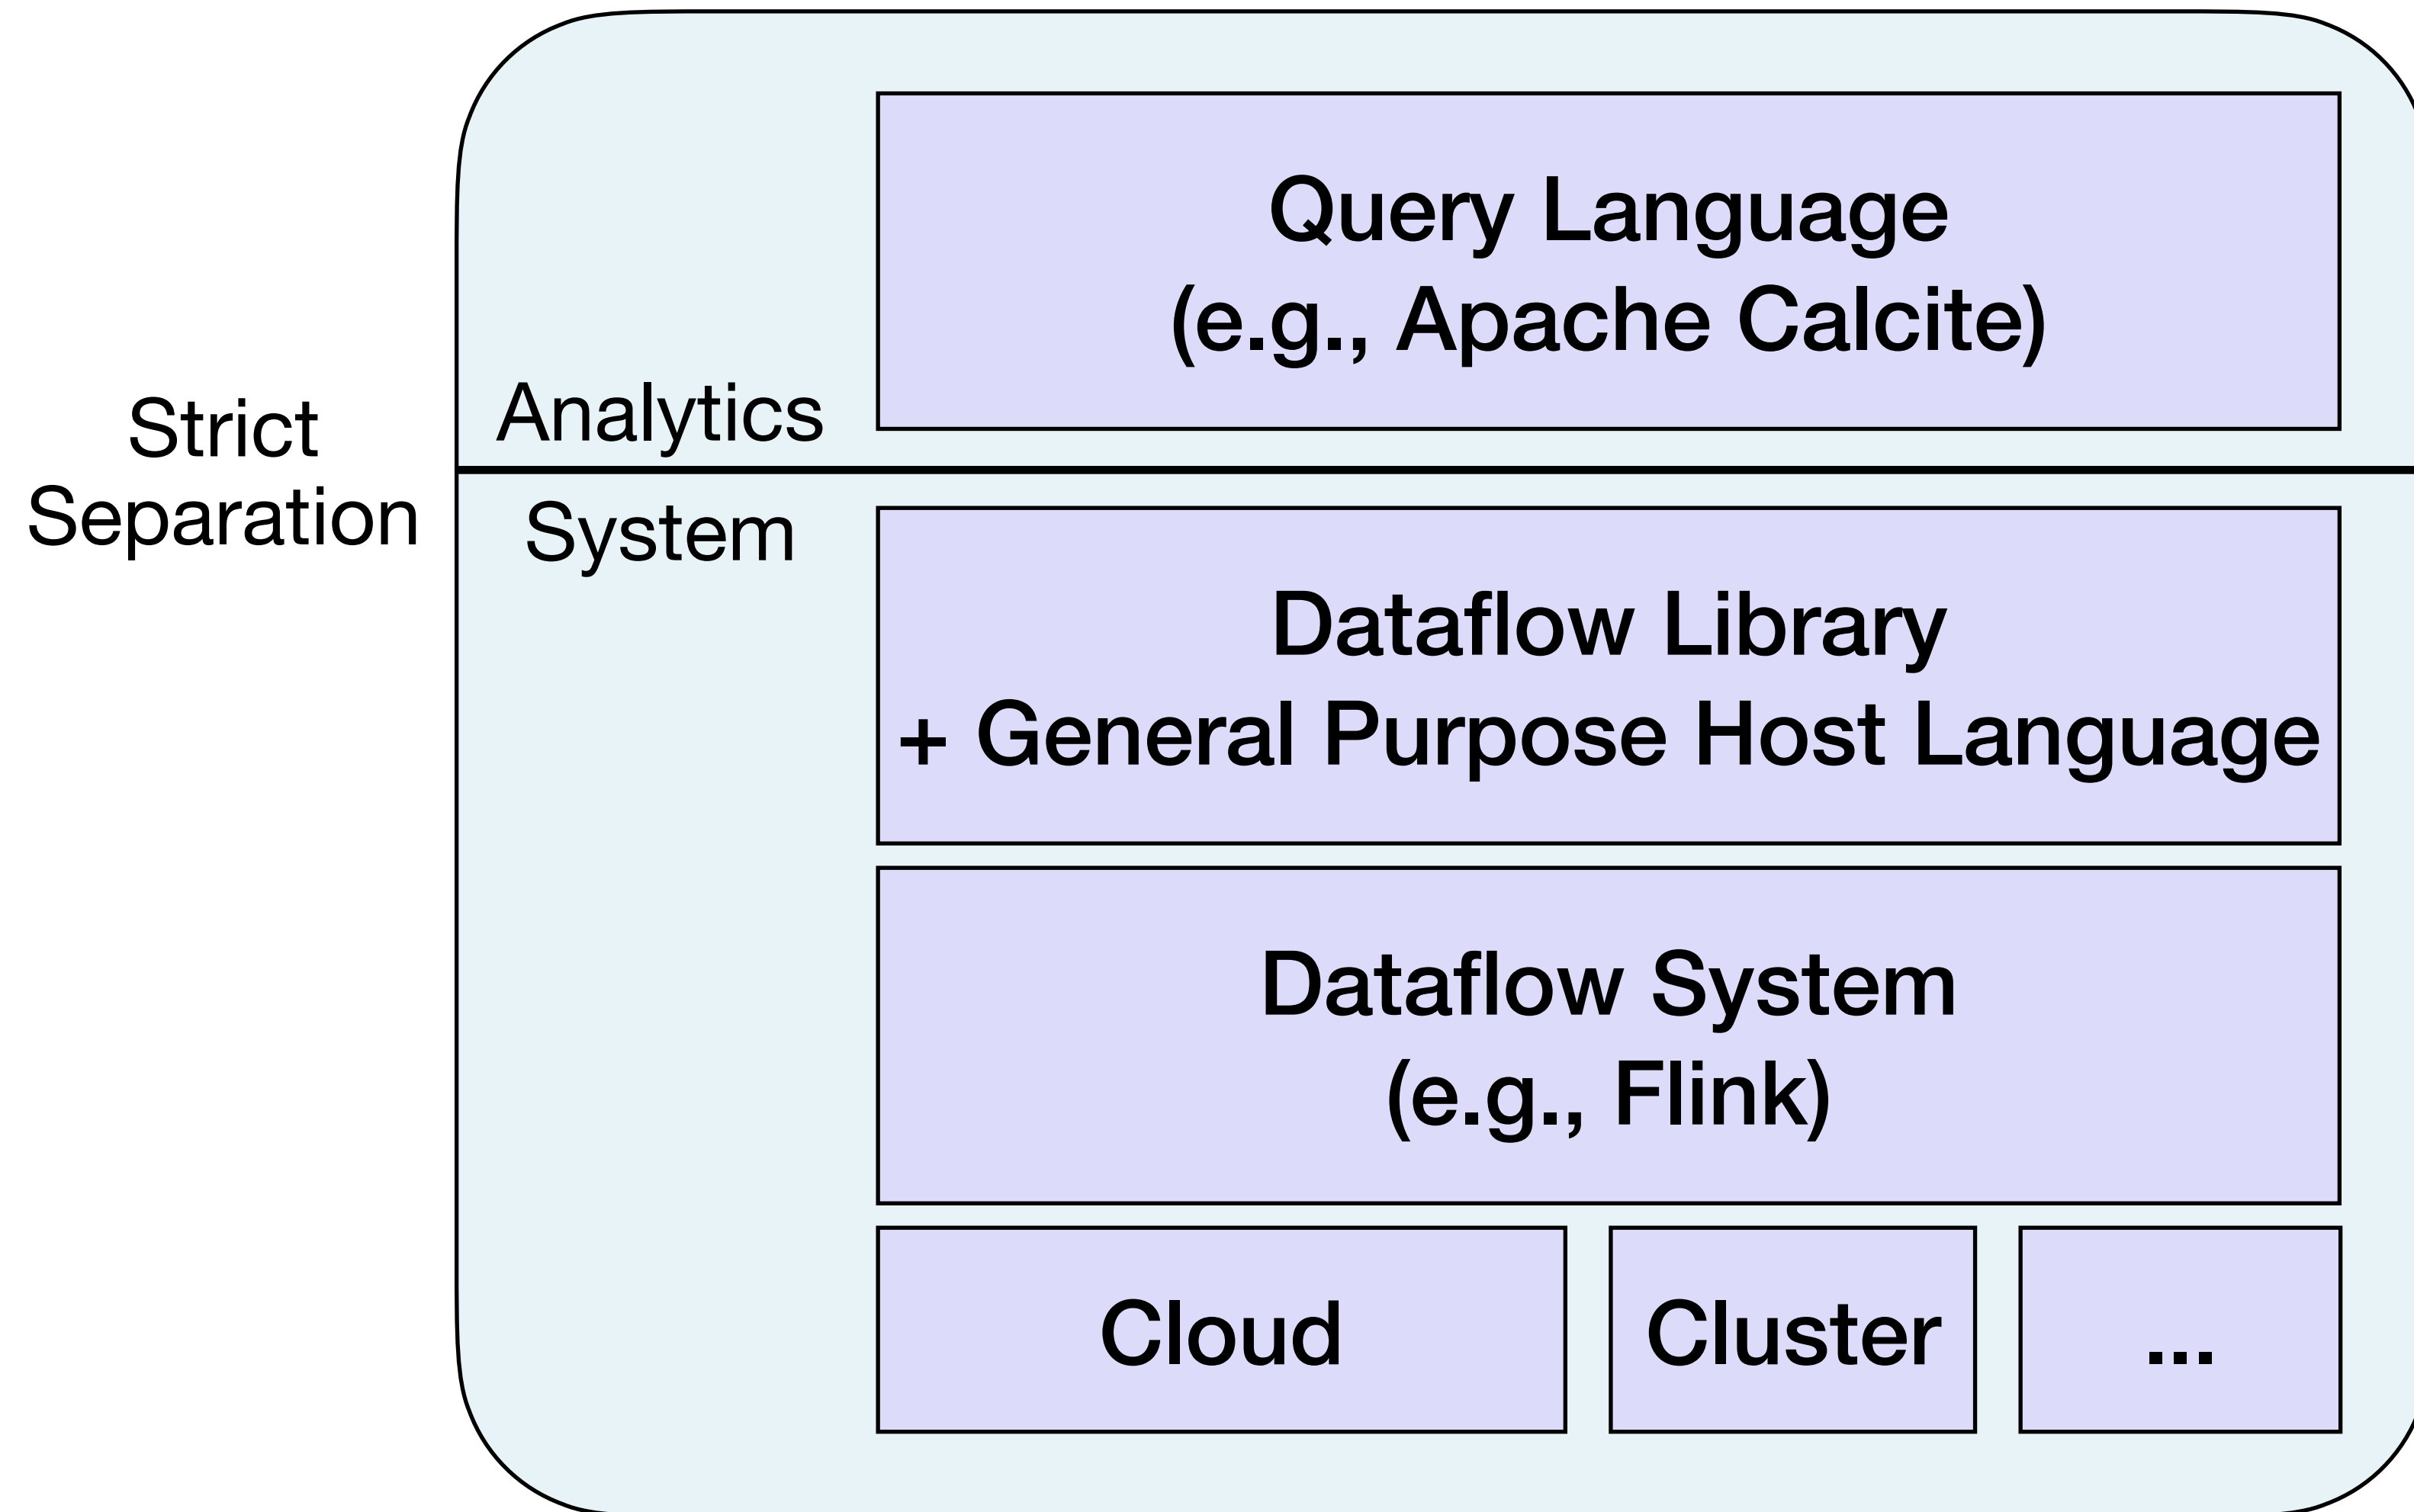 Query Language
(e.g., Apache Calcite)
Analytics
Strict
Separation
System
Dataflow Library
+ General Purpose Host Language
Dataflow System
(e.g., Flink)
Cloud
Cluster
...